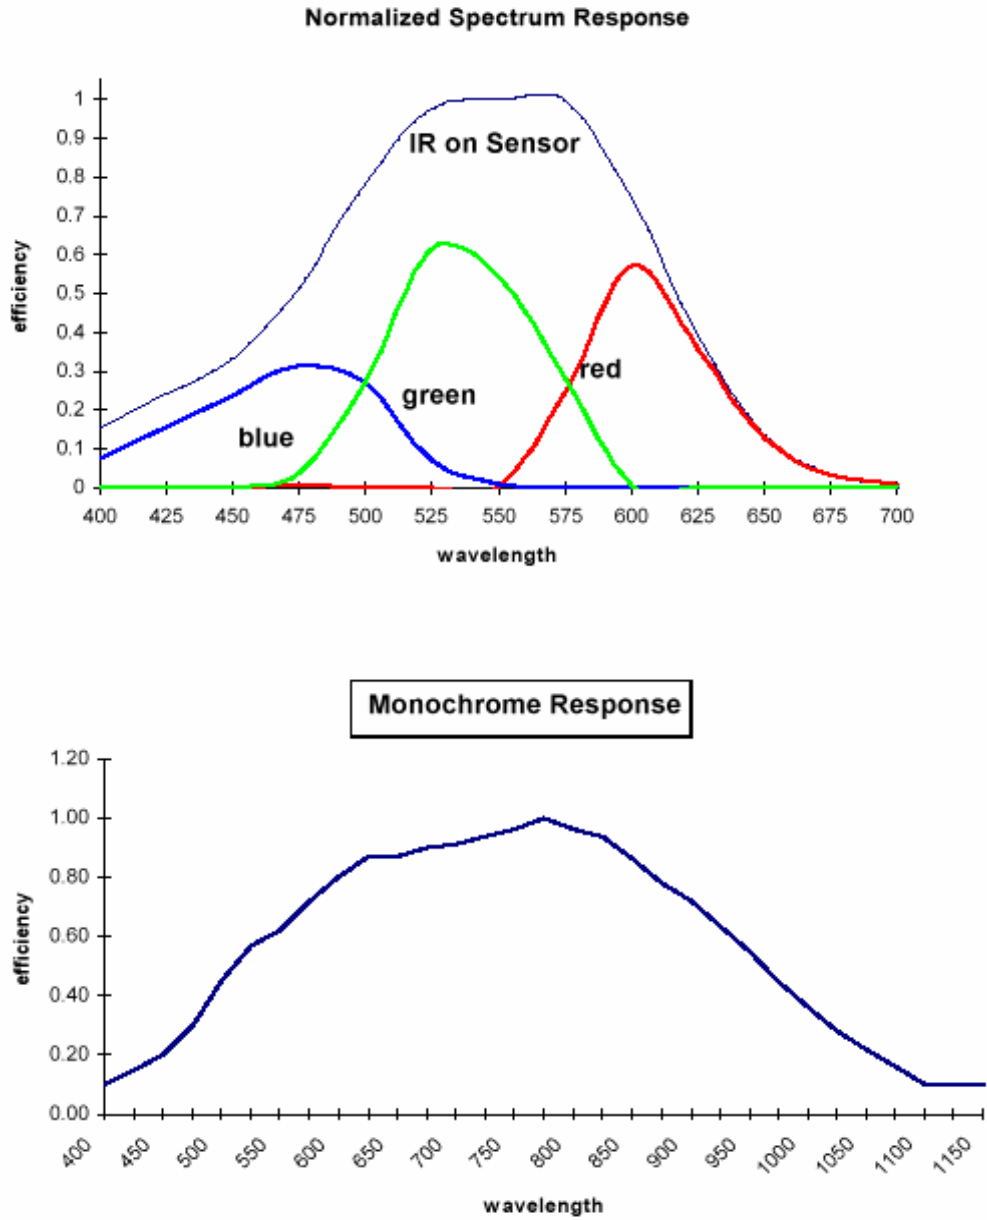 Normalized Spectrum Response
1
0.9
IR on Sensor
0.8
0.7
0.6
0.5
0.4
0.3
red
green
0.2
blue
0.1
0
efficiency
400 425 450 475 500 525 550 575 600 625 650 675 700
wavelength
Monochrome Response
1.20
1.00
0.80
0.60
0.40
0.20
0.00
efficiency
400 450 500 550 600 650 700 750 800 850 900 950 1000 1050 1100 1150
wavelength